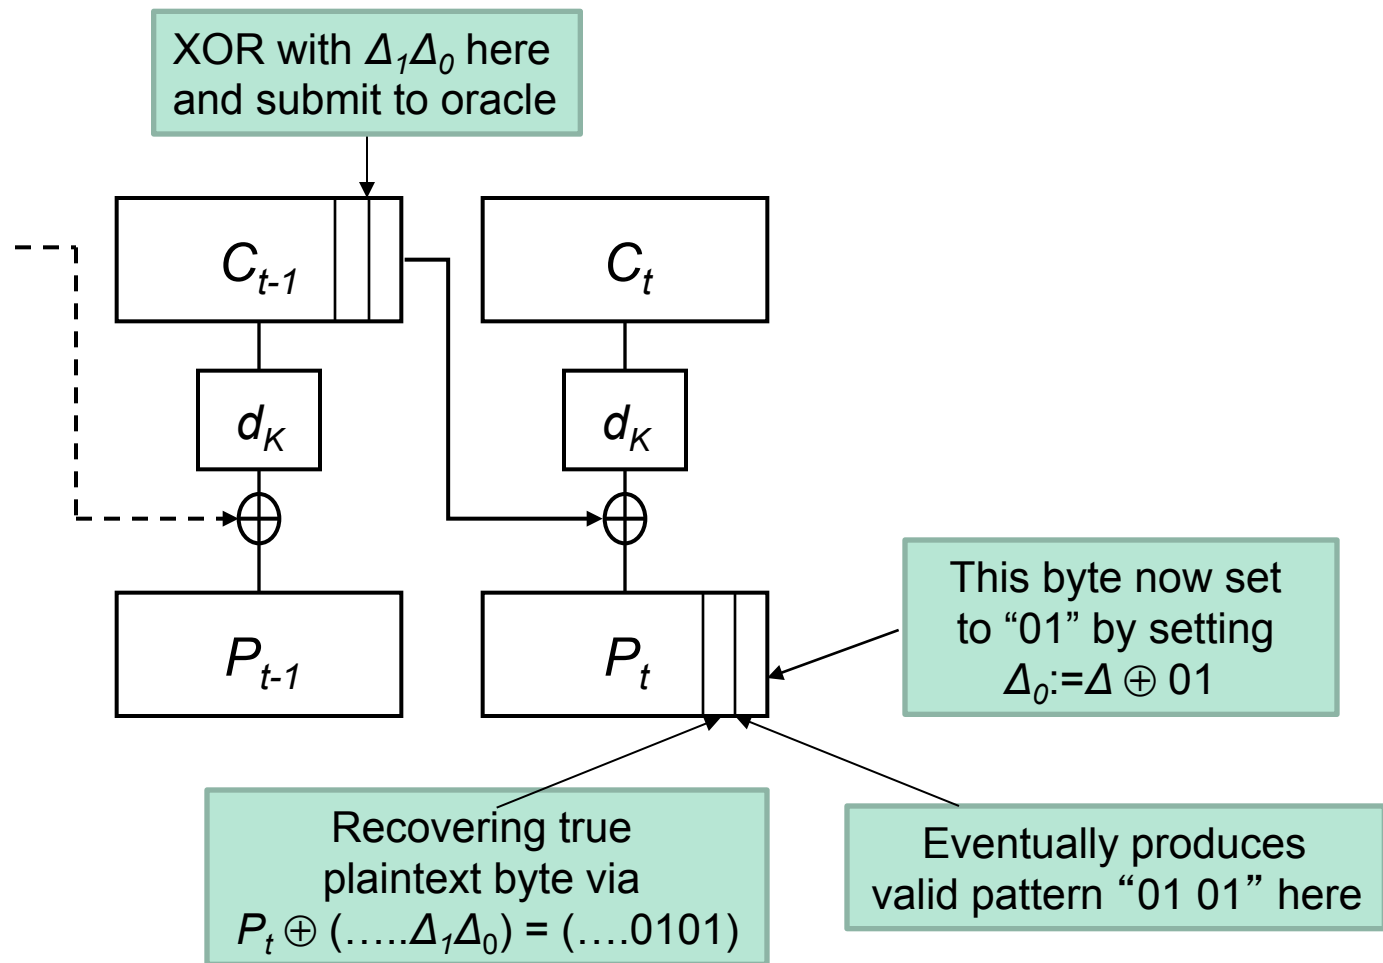 XOR with Δ₁Δ₀ here
and submit to oracle
Cₜ₋₁
Cₜ
d_K
d_K
Pₜ₋₁
Pₜ
This byte now set
to “01” by setting
Δ₀:=Δ ⊕ 01
Recovering true
plaintext byte via
Pₜ ⊕ (…..Δ₁Δ₀) = (….0101)
Eventually produces
valid pattern “01 01” here